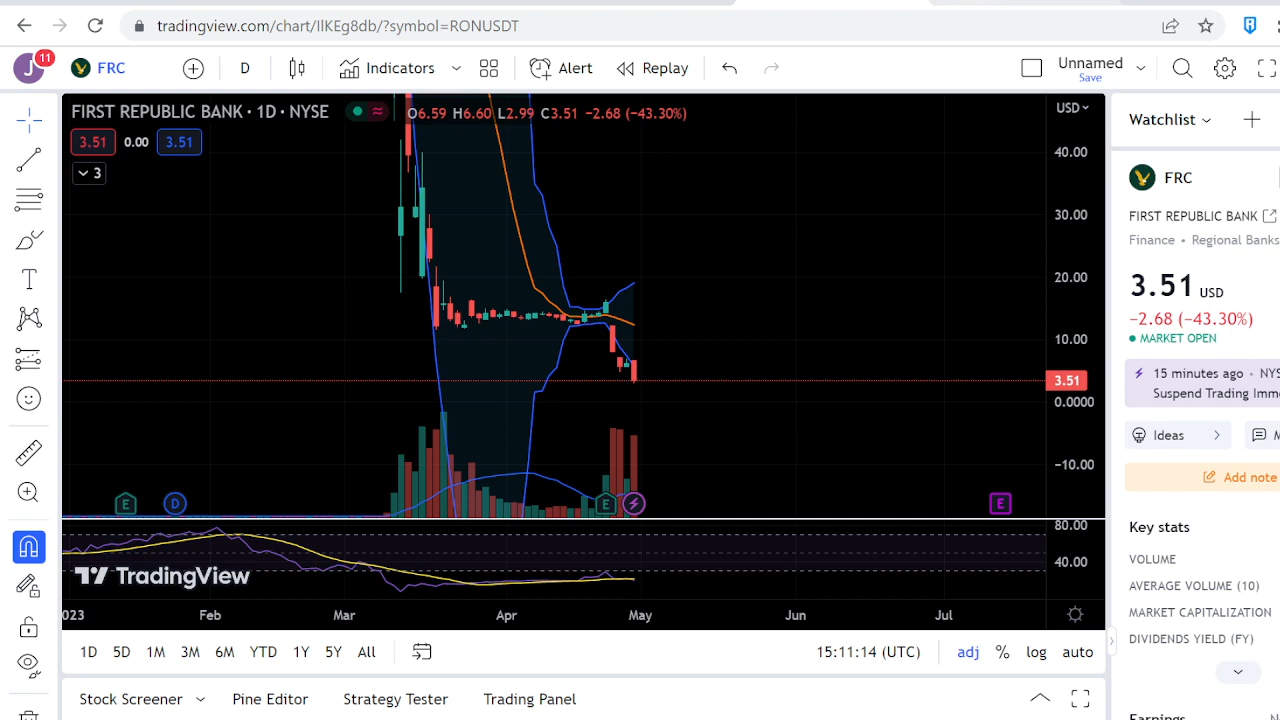 tradingview.com/chart/IlKEg8db/?symbol=RONUSDT
J 11 FRC D Indicators Alert Replay Unnamed
Save
FIRST REPUBLIC BANK · 1D · NYSE O6.59 H6.60 L2.99 C3.51 −2.68 (−43.30%) USD
3.51 0.00 3.51
3
40.00
30.00
20.00
10.00
3.51
0.0000
−10.00
E D E E
80.00
40.00
TradingView
023 Feb Mar Apr May Jun Jul
1D 5D 1M 3M 6M YTD 1Y 5Y All 15:11:14 (UTC) adj % log auto
Stock Screener Pine Editor Strategy Tester Trading Panel
Watchlist
FRC
FIRST REPUBLIC BANK
Finance • Regional Banks
3.51 USD
−2.68 (−43.30%)
MARKET OPEN
15 minutes ago · NYS
Suspend Trading Imm
Ideas M
Add note
Key stats
VOLUME
AVERAGE VOLUME (10)
MARKET CAPITALIZATION
DIVIDENDS YIELD (FY)
Earnings